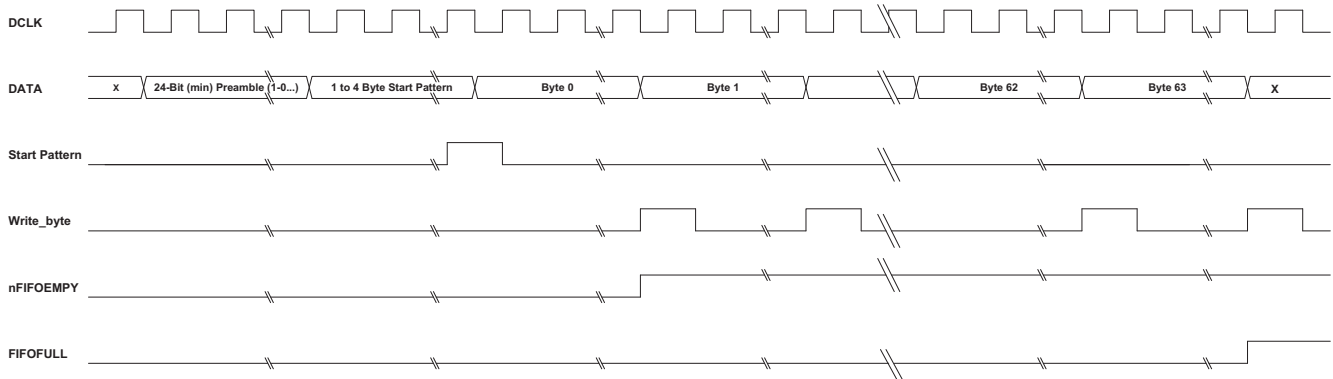 DCLK
DATA
X
24-Bit (min) Preamble (1-0...)
1 to 4 Byte Start Pattern
Byte 0
Byte 1
Byte 62
Byte 63
X
Start Pattern
Write_byte
nFIFOEMPY
FIFOFULL